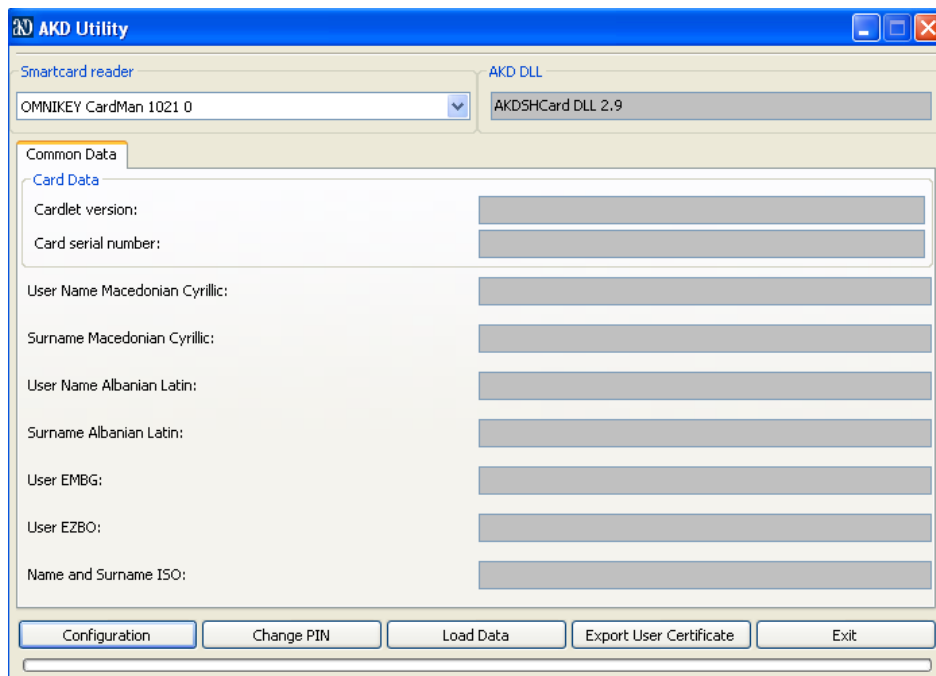 AKD Utility
Smartcard reader
AKD DLL
OMNIKEY CardMan 1021 0
AKDSHCard DLL 2.9
Common Data
Card Data
Cardlet version:
Card serial number:
User Name Macedonian Cyrillic:
Surname Macedonian Cyrillic:
User Name Albanian Latin:
Surname Albanian Latin:
User EMBG:
User EZBO:
Name and Surname ISO:
Configuration
Change PIN
Load Data
Export User Certificate
Exit